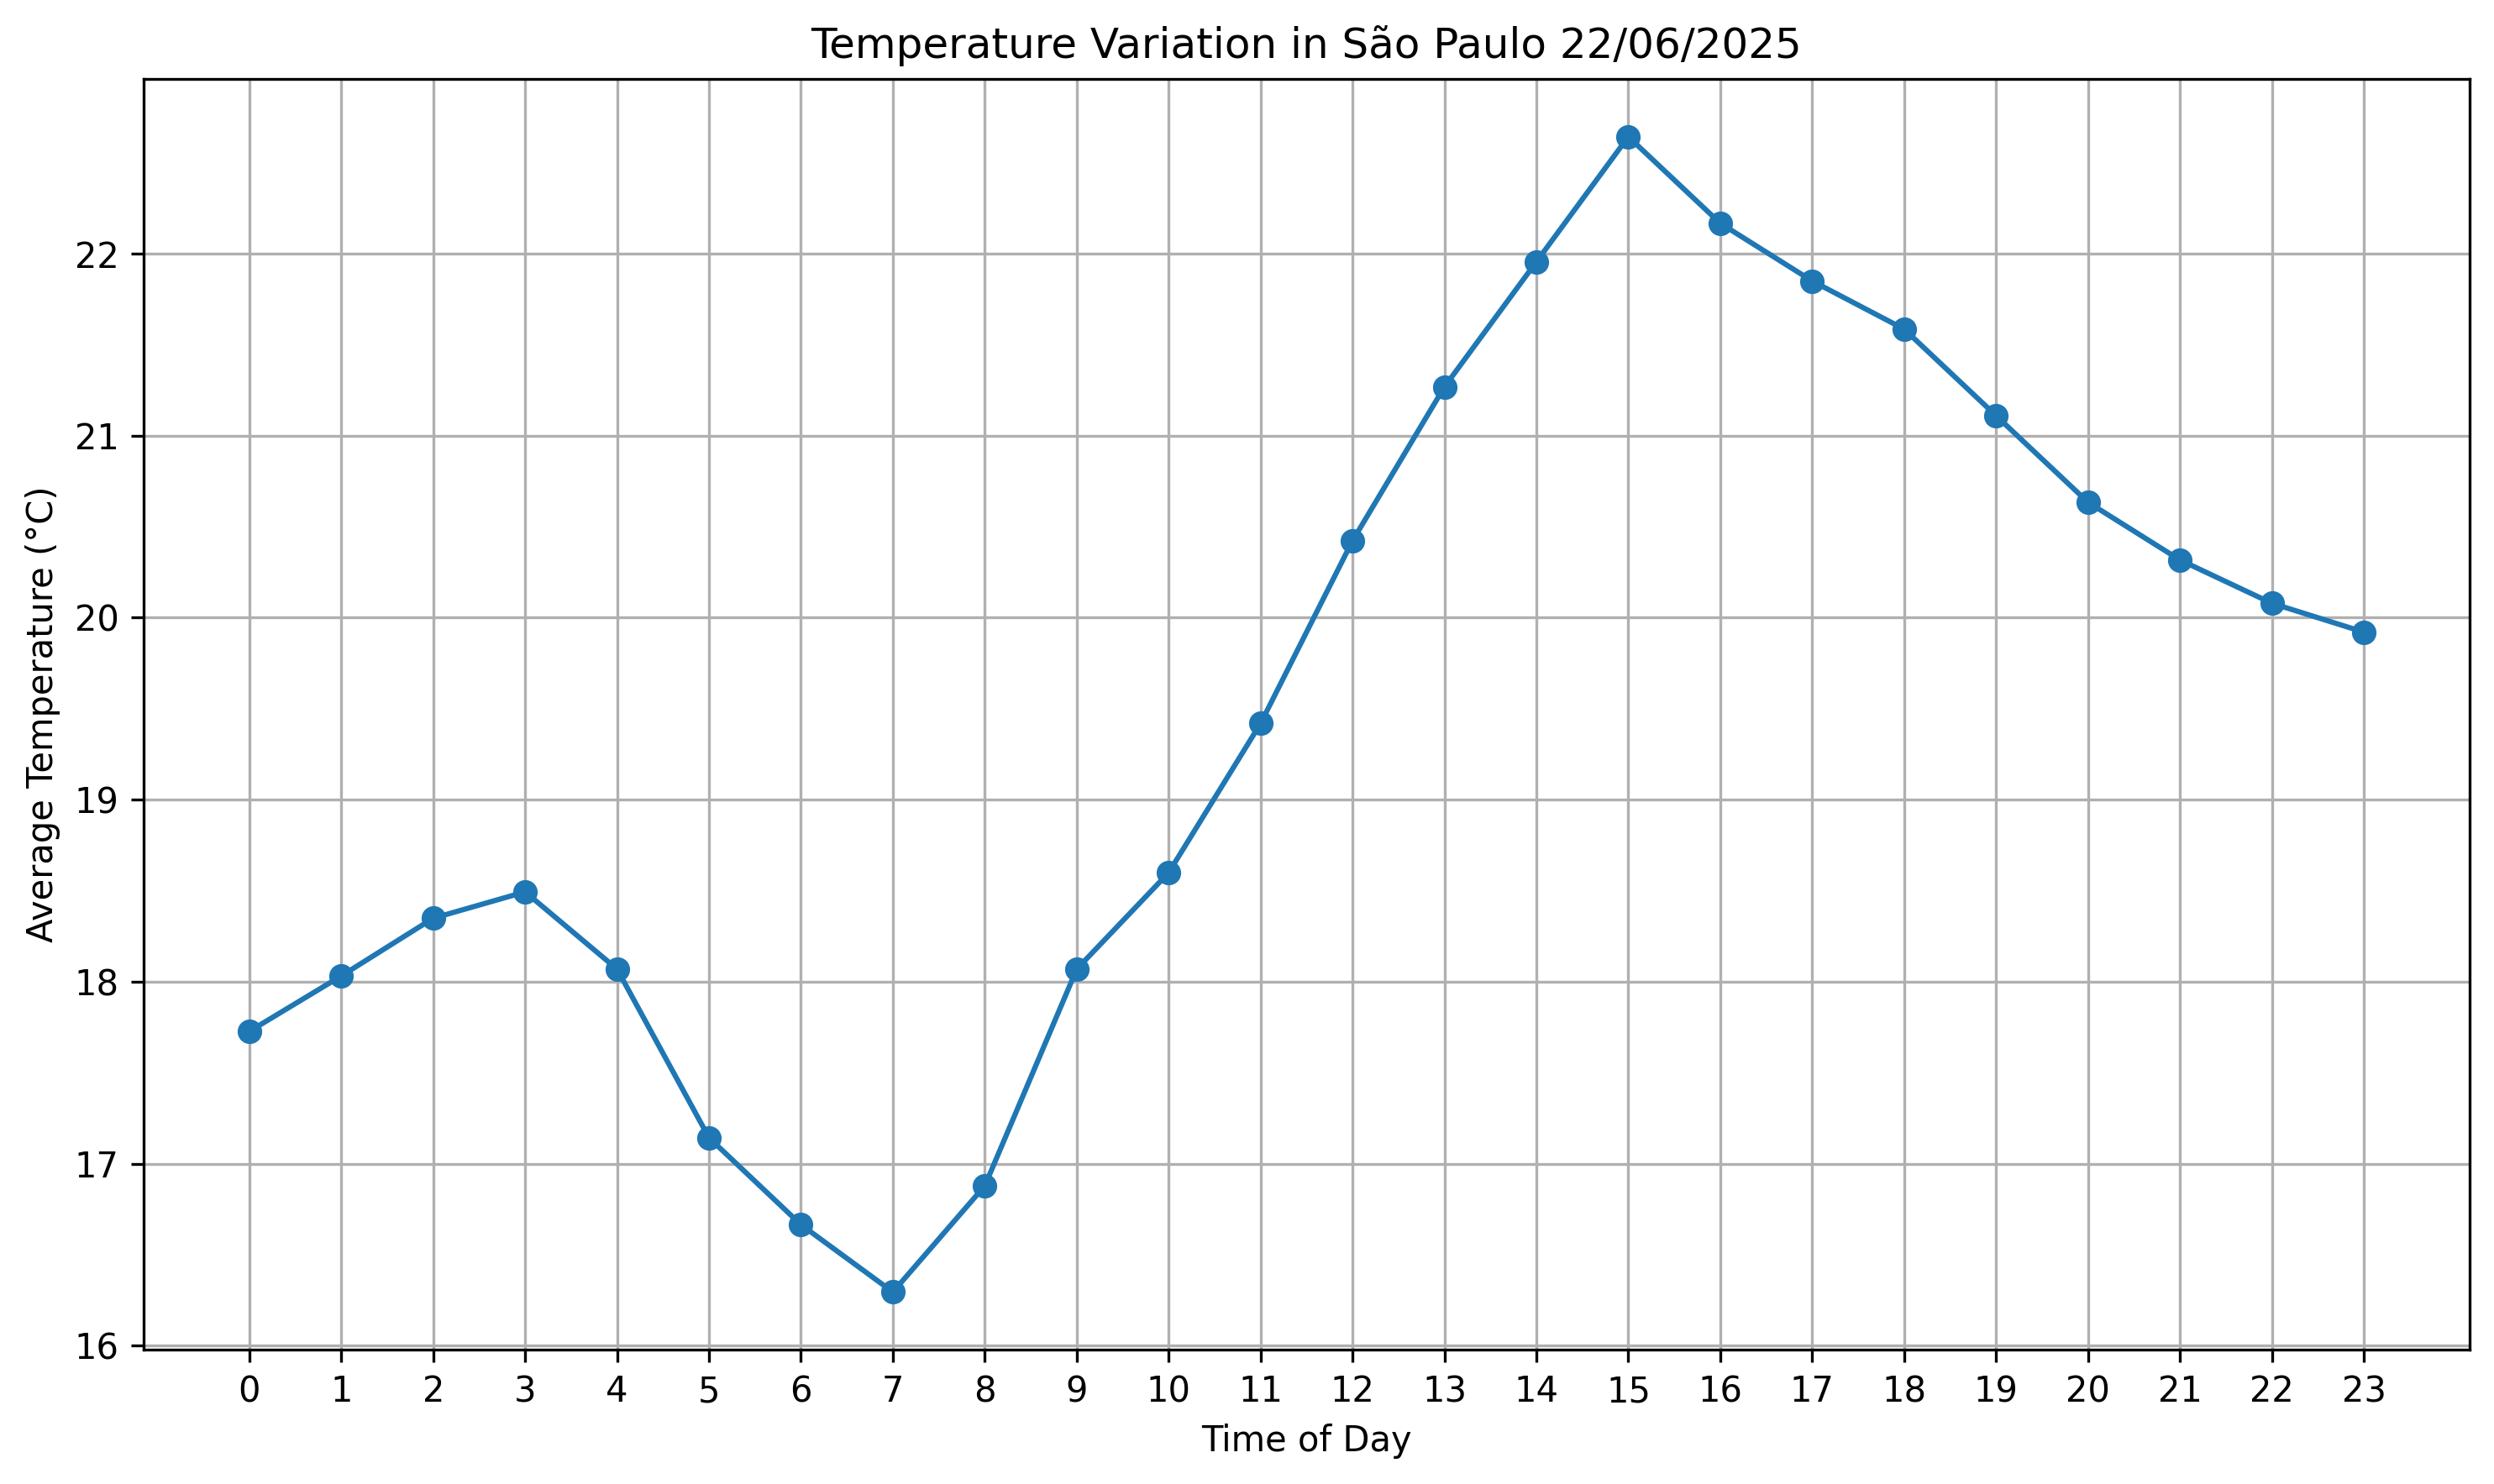 Temperature Variation in São Paulo 22/06/2025
Average Temperature (°C)
22
21
20
19
18
17
16
0 1 2 3 4 5 6 7 8 9 10 11 12 13 14 15 16 17 18 19 20 21 22 23
Time of Day